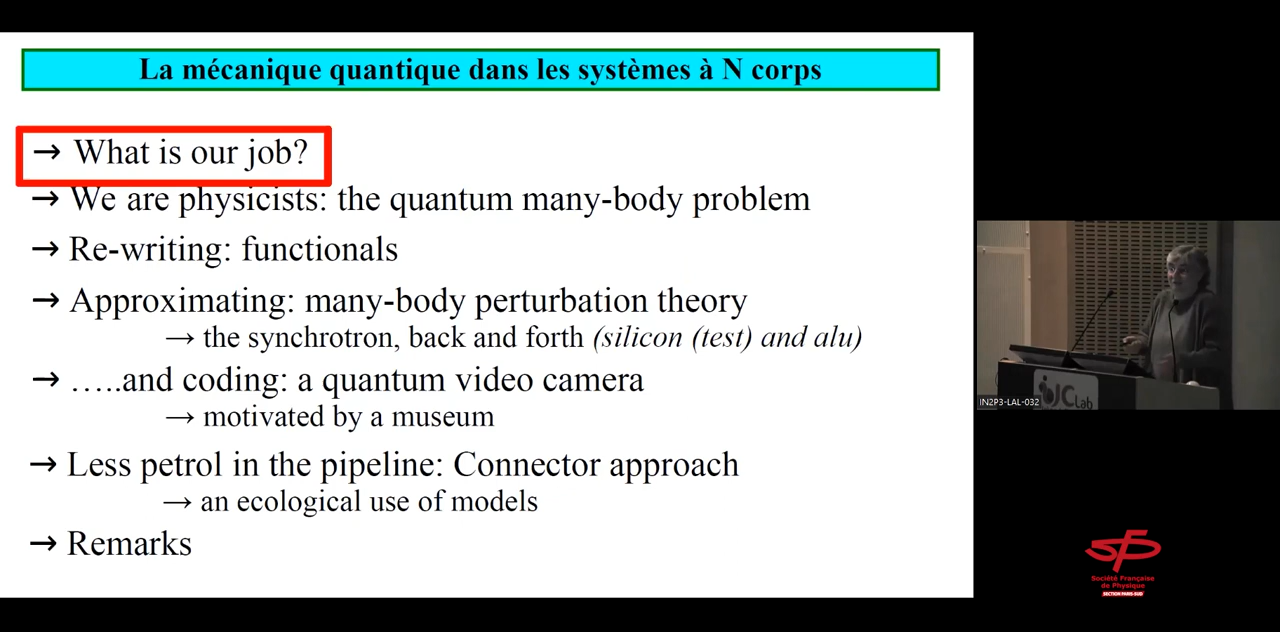 La mécanique quantique dans les systèmes à N corps
→ What is our job?
→ We are physicists: the quantum many-body problem
→ Re-writing: functionals
→ Approximating: many-body perturbation theory
→ the synchrotron, back and forth (silicon (test) and alu)
→ …..and coding: a quantum video camera
→ motivated by a museum
→ Less petrol in the pipeline: Connector approach
→ an ecological use of models
→ Remarks
JCLab
IN2P3-LAL-032
SFP
Société Française
de Physique
SECTION PARIS-SUD